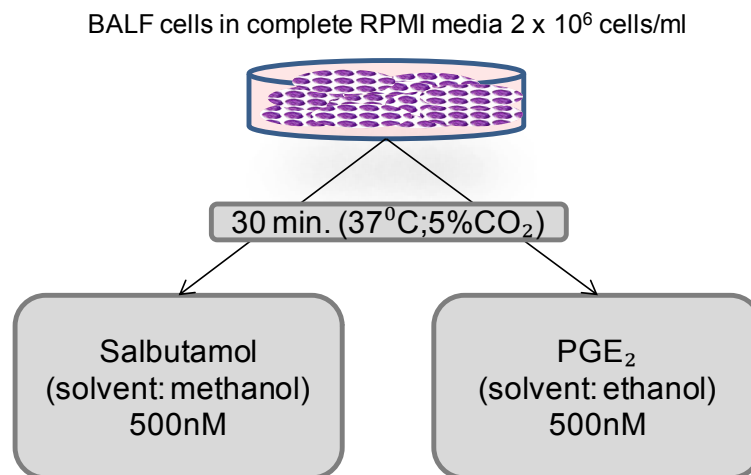 BALF cells in complete RPMI media 2 x 10⁶ cells/ml
30 min. (37⁰C;5%CO₂)
Salbutamol
(solvent: methanol)
500nM
PGE₂
(solvent: ethanol)
500nM